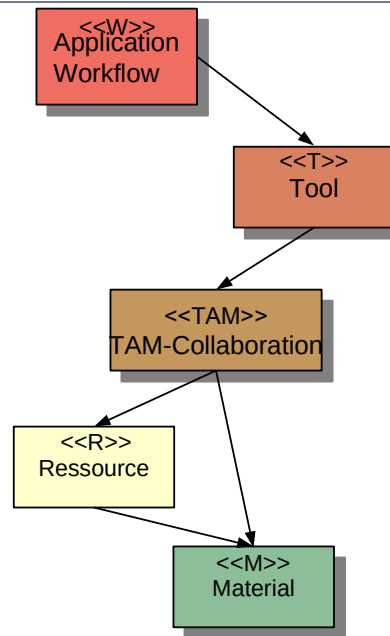 <<W>>
Application
Workflow
<<T>>
Tool
<<TAM>>
TAM-Collaboration
<<R>>
Ressource
<<M>>
Material